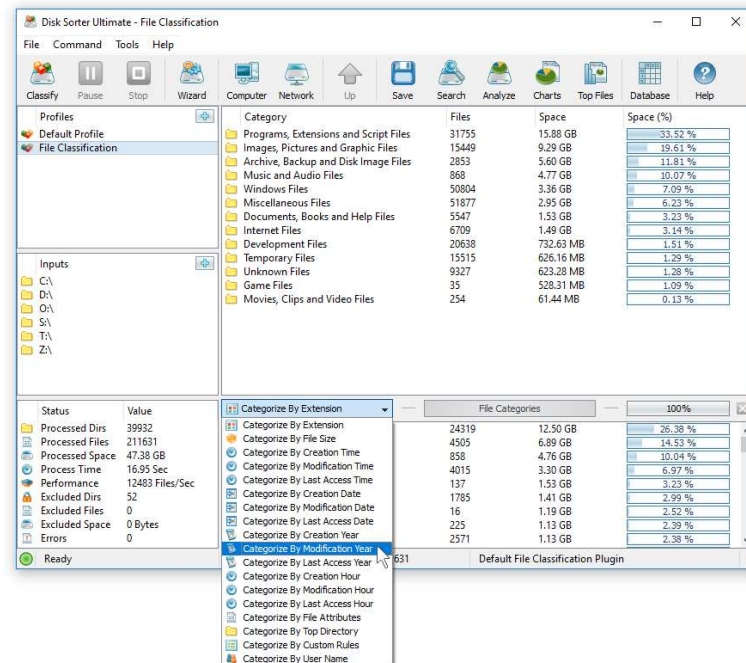 Disk Sorter Ultimate - File Classification
File Command Tools Help
Classify Pause Stop Wizard Computer Network Up Save Search Analyze Charts Top Files Database Help
Profiles
Default Profile
File Classification
Category Files Space Space (%)
Programs, Extensions and Script Files 31755 15.88 GB 33.52 %
Images, Pictures and Graphic Files 15449 9.29 GB 19.61 %
Archive, Backup and Disk Image Files 2853 5.60 GB 11.81 %
Music and Audio Files 868 4.77 GB 10.07 %
Windows Files 50804 3.36 GB 7.09 %
Miscellaneous Files 51877 2.95 GB 6.23 %
Documents, Books and Help Files 5547 1.53 GB 3.23 %
Internet Files 6709 1.49 GB 3.14 %
Development Files 20638 732.63 MB 1.51 %
Temporary Files 15515 626.16 MB 1.29 %
Unknown Files 9327 623.28 MB 1.28 %
Game Files 35 528.31 MB 1.09 %
Movies, Clips and Video Files 254 61.44 MB 0.13 %
Inputs
C:\
D:\
O:\
S:\
T:\
Z:\
Status Value
Processed Dirs 39932
Processed Files 211631
Processed Space 47.38 GB
Process Time 16.95 Sec
Performance 12483 Files/Sec
Excluded Dirs 52
Excluded Files 0
Excluded Space 0 Bytes
Errors 0
Categorize By Extension File Categories 100%
24319 12.50 GB 26.38 %
4505 6.89 GB 14.53 %
858 4.76 GB 10.04 %
4015 3.30 GB 6.97 %
137 1.53 GB 3.23 %
1785 1.41 GB 2.99 %
16 1.19 GB 2.52 %
225 1.13 GB 2.39 %
2571 1.13 GB 2.38 %
Categorize By Extension
Categorize By File Size
Categorize By Creation Time
Categorize By Modification Time
Categorize By Last Access Time
Categorize By Creation Date
Categorize By Modification Date
Categorize By Last Access Date
Categorize By Creation Year
Categorize By Modification Year
Categorize By Last Access Year
Categorize By Creation Hour
Categorize By Modification Hour
Categorize By Last Access Hour
Categorize By File Attributes
Categorize By Top Directory
Categorize By Custom Rules
Categorize By User Name
Ready 631 Default File Classification Plugin